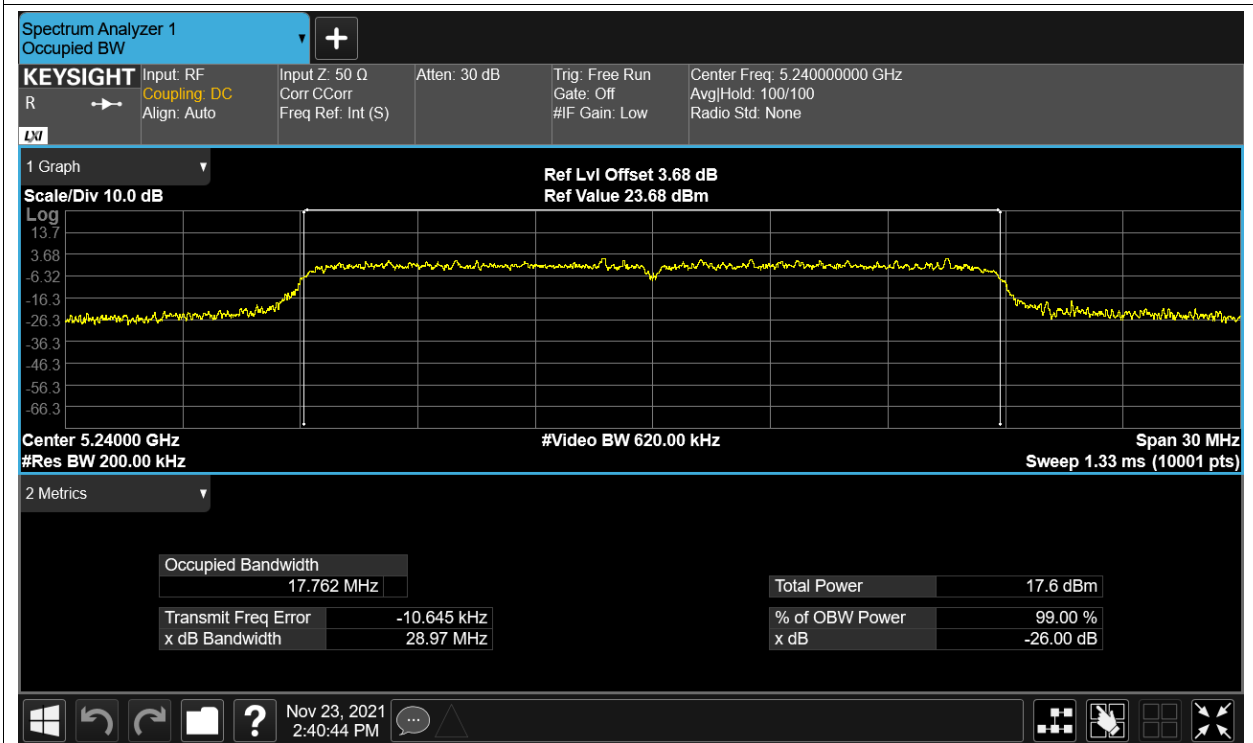 Spectrum Analyzer 1
Occupied BW
KEYSIGHT
R
LXI
Input: RF
Coupling: DC
Align: Auto
Input Z: 50 Ω
Corr CCorr
Freq Ref: Int (S)
Atten: 30 dB
Trig: Free Run
Gate: Off
#IF Gain: Low
Center Freq: 5.240000000 GHz
Avg|Hold: 100/100
Radio Std: None
1 Graph
Scale/Div 10.0 dB
Ref Lvl Offset 3.68 dB
Ref Value 23.68 dBm
Log
13.7
3.68
-6.32
-16.3
-26.3
-36.3
-46.3
-56.3
-66.3
Center 5.24000 GHz
#Res BW 200.00 kHz
#Video BW 620.00 kHz
Span 30 MHz
Sweep 1.33 ms (10001 pts)
2 Metrics
Occupied Bandwidth
17.762 MHz
Transmit Freq Error -10.645 kHz
x dB Bandwidth 28.97 MHz
Total Power 17.6 dBm
% of OBW Power 99.00 %
x dB -26.00 dB
?
Nov 23, 2021
2:40:44 PM